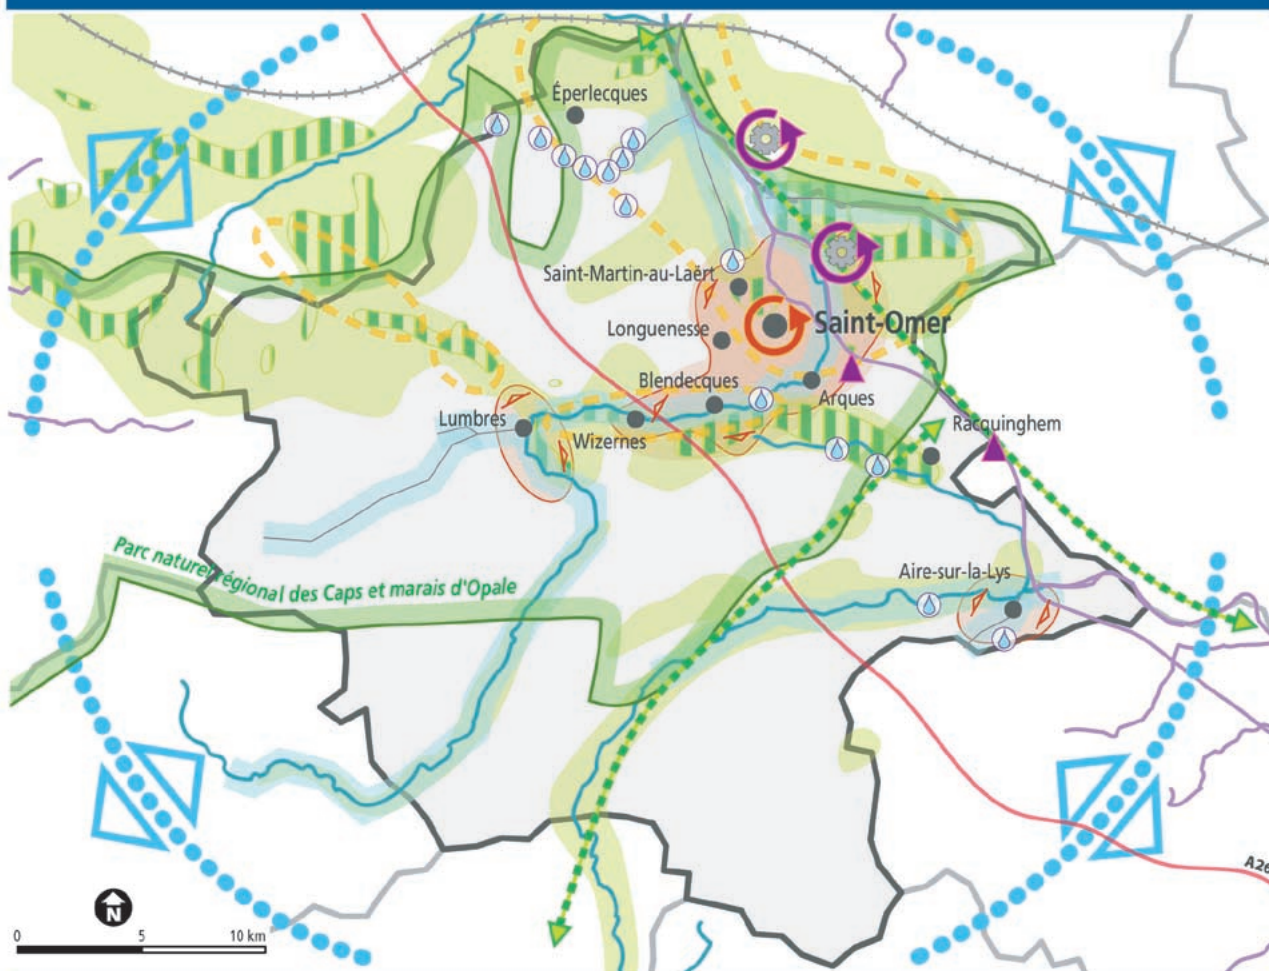 Éperlecques
Saint-Martin-au-Laërt
Longuenesse
Saint-Omer
Blendecques
Arques
Lumbres
Wizernes
Racquinghem
Parc naturel régional des Caps et marais d'Opale
Aire-sur-la-Lys
A26
N
0 5 10 km